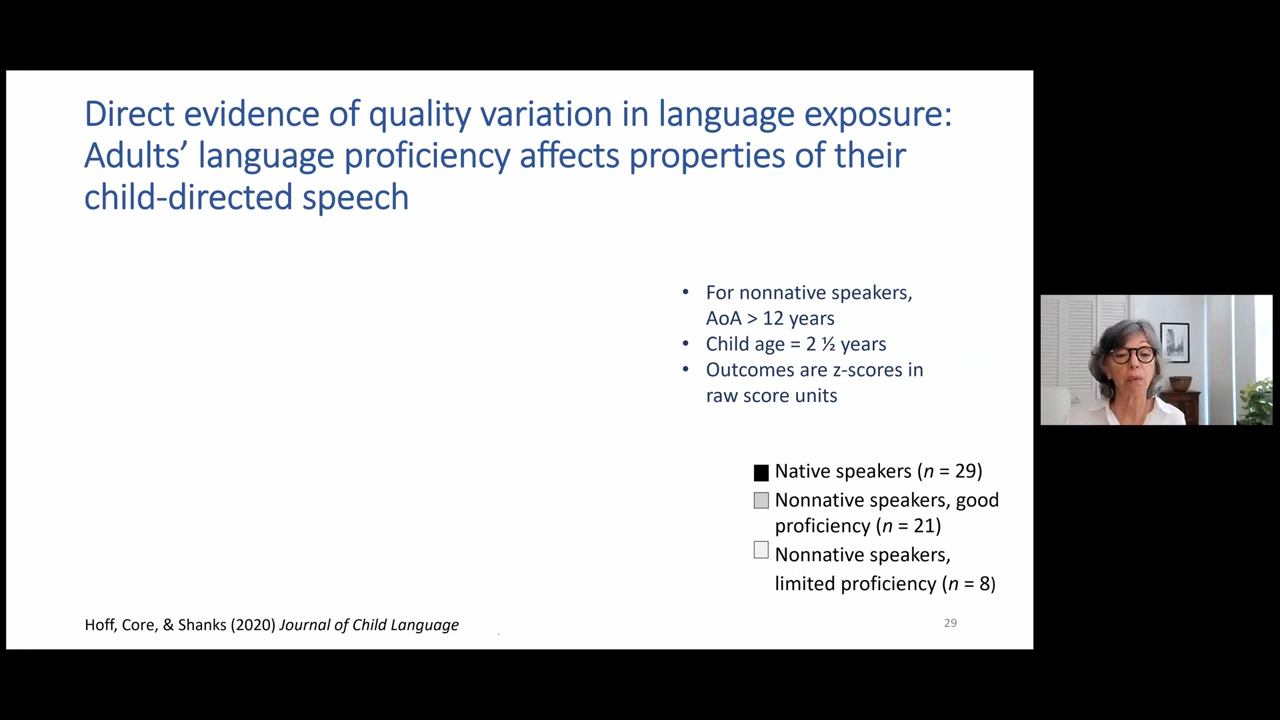 Direct evidence of quality variation in language exposure:
Adults’ language proficiency affects properties of their
child-directed speech
• For nonnative speakers,
AoA > 12 years
• Child age = 2 ½ years
• Outcomes are z-scores in
raw score units
Native speakers (n = 29)
Nonnative speakers, good
proficiency (n = 21)
Nonnative speakers,
limited proficiency (n = 8)
Hoff, Core, & Shanks (2020) Journal of Child Language
29